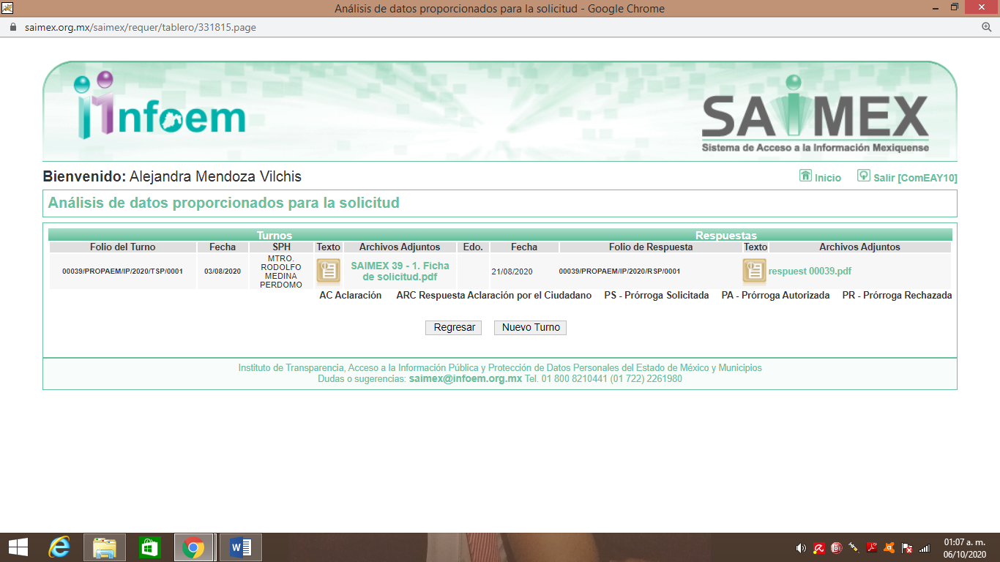 Análisis de datos proporcionados para la solicitud - Google Chrome
saimex.org.mx/saimex/requer/tablero/331815.page
infoem
SAIMEX
Sistema de Acceso a la Información Mexiquense
Bienvenido: Alejandra Mendoza Vilchis
Inicio
Salir [ComEAY10]
Análisis de datos proporcionados para la solicitud
Turnos
Respuestas
Folio del Turno Fecha SPH Texto Archivos Adjuntos Edo. Fecha Folio de Respuesta Texto Archivos Adjuntos
00039/PROPAEM/IP/2020/TSP/0001
03/08/2020
MTRO.
RODOLFO
MEDINA
PERDOMO
SAIMEX 39 - 1. Ficha
de solicitud.pdf
21/08/2020
00039/PROPAEM/IP/2020/RSP/0001
respuest 00039.pdf
AC Aclaración ARC Respuesta Aclaración por el Ciudadano PS - Prórroga Solicitada PA - Prórroga Autorizada PR - Prórroga Rechazada
Regresar
Nuevo Turno
Instituto de Transparencia, Acceso a la Información Pública y Protección de Datos Personales del Estado de México y Municipios
Dudas o sugerencias: saimex@infoem.org.mx Tel. 01 800 8210441 (01 722) 2261980
01:07 a. m.
06/10/2020